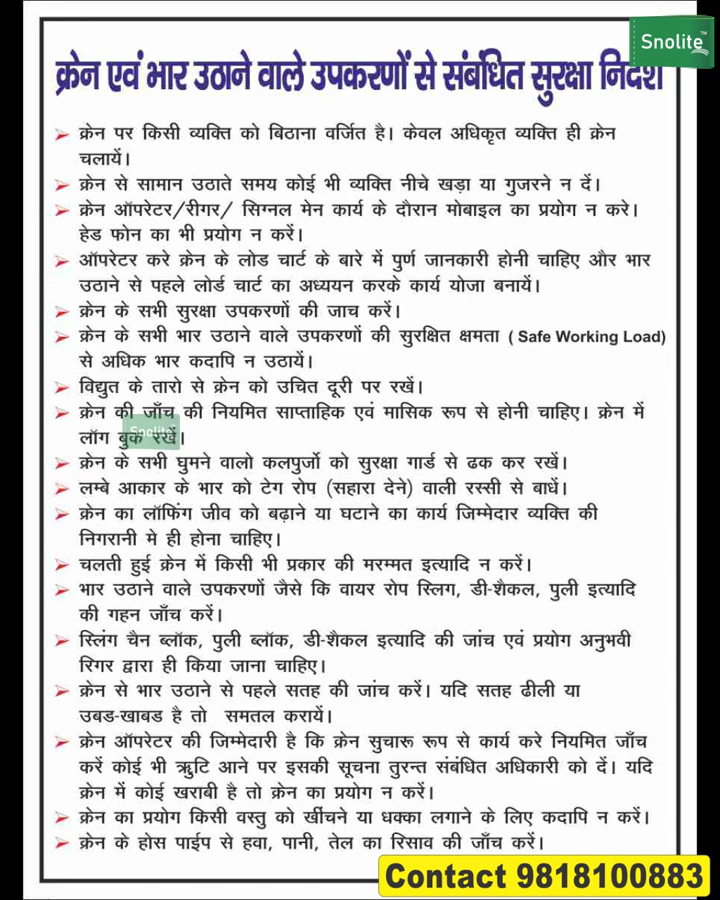 Snolite™
क्रेन एवं भार उठाने वाले उपकरणों से संबंधित सुरक्षा निदेश
क्रेन पर किसी व्यक्ति को बिठाना वर्जित है। केवल अधिकृत व्यक्ति ही क्रेन
चलायें।
क्रेन से सामान उठाते समय कोई भी व्यक्ति नीचे खड़ा या गुजरने न दें।
क्रेन ऑपरेटर/रीगर/ सिग्नल मेन कार्य के दौरान मोबाइल का प्रयोग न करे।
हेड फोन का भी प्रयोग न करें।
ऑपरेटर करे क्रेन के लोड चार्ट के बारे में पुर्ण जानकारी होनी चाहिए और भार
उठाने से पहले लोर्ड चार्ट का अध्ययन करके कार्य योजा बनायें।
क्रेन के सभी सुरक्षा उपकरणों की जाच करें।
क्रेन के सभी भार उठाने वाले उपकरणों की सुरक्षित क्षमता ( Safe Working Load)
से अधिक भार कदापि न उठायें।
विद्युत के तारो से क्रेन को उचित दूरी पर रखें।
क्रेन की जाँच की नियमित साप्ताहिक एवं मासिक रूप से होनी चाहिए। क्रेन में
लॉग बुक रखें।
Snolite
क्रेन के सभी घुमने वालो कलपुर्जो को सुरक्षा गार्ड से ढक कर रखें।
लम्बे आकार के भार को टेग रोप (सहारा देने) वाली रस्सी से बाधें।
क्रेन का लॉफिंग जीव को बढ़ाने या घटाने का कार्य जिम्मेदार व्यक्ति की
निगरानी मे ही होना चाहिए।
चलती हुई क्रेन में किसी भी प्रकार की मरम्मत इत्यादि न करें।
भार उठाने वाले उपकरणों जैसे कि वायर रोप स्लिग, डी-शैकल, पुली इत्यादि
की गहन जाँच करें।
स्लिंग चैन ब्लॉक, पुली ब्लॉक, डी-शैकल इत्यादि की जांच एवं प्रयोग अनुभवी
रिगर द्वारा ही किया जाना चाहिए।
क्रेन से भार उठाने से पहले सतह की जांच करें। यदि सतह ढीली या
उबड-खाबड है तो समतल करायें।
क्रेन ऑपरेटर की जिम्मेदारी है कि क्रेन सुचारू रूप से कार्य करे नियमित जाँच
करें कोई भी ऋुटि आने पर इसकी सूचना तुरन्त संबंधित अधिकारी को दें। यदि
क्रेन में कोई खराबी है तो क्रेन का प्रयोग न करें।
क्रेन का प्रयोग किसी वस्तु को खींचने या धक्का लगाने के लिए कदापि न करें।
क्रेन के होस पाईप से हवा, पानी, तेल का रिसाव की जाँच करें।
Contact 9818100883